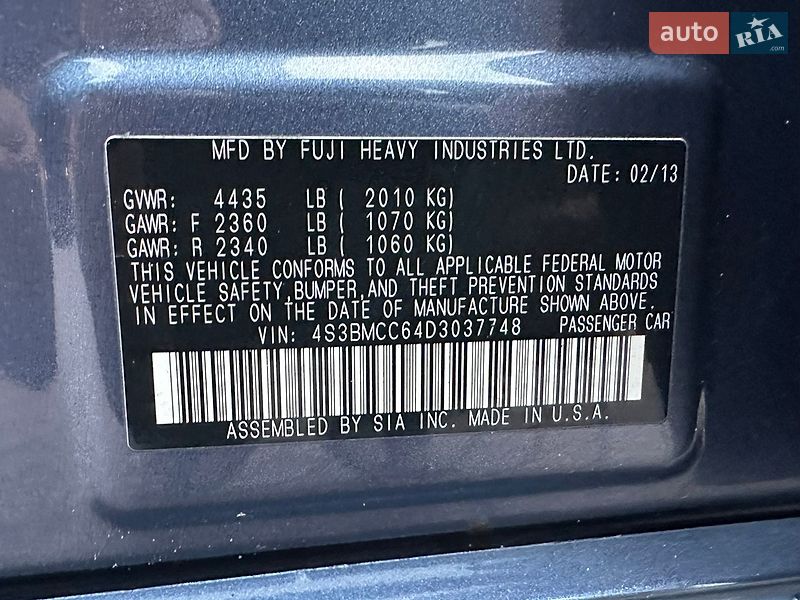 auto RIA
.com
MFD BY FUJI HEAVY INDUSTRIES LTD.
DATE: 02/13
GVWR: 4435 LB ( 2010 KG)
GAWR: F 2360 LB ( 1070 KG)
GAWR: R 2340 LB ( 1060 KG)
THIS VEHICLE CONFORMS TO ALL APPLICABLE FEDERAL MOTOR
VEHICLE SAFETY,BUMPER,AND THEFT PREVENTION STANDARDS
IN EFFECT ON THE DATE OF MANUFACTURE SHOWN ABOVE.
VIN: 4S3BMCC64D3037748 PASSENGER CAR
ASSEMBLED BY SIA INC. MADE IN U.S.A.